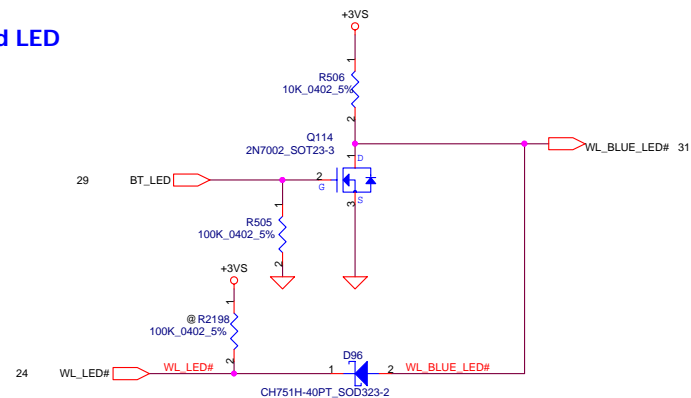 d LED
+3VS
1
R506
10K_0402_5%
2
Q114
2N7002_SOT23-3
1
D
WL_BLUE_LED# 31
29
BT_LED
2
G
S
3
1
R505
100K_0402_5%
2
+3VS
1
@ R2198
100K_0402_5%
2
24
WL_LED#
WL_LED#
1
D96
2
WL_BLUE_LED#
CH751H-40PT_SOD323-2